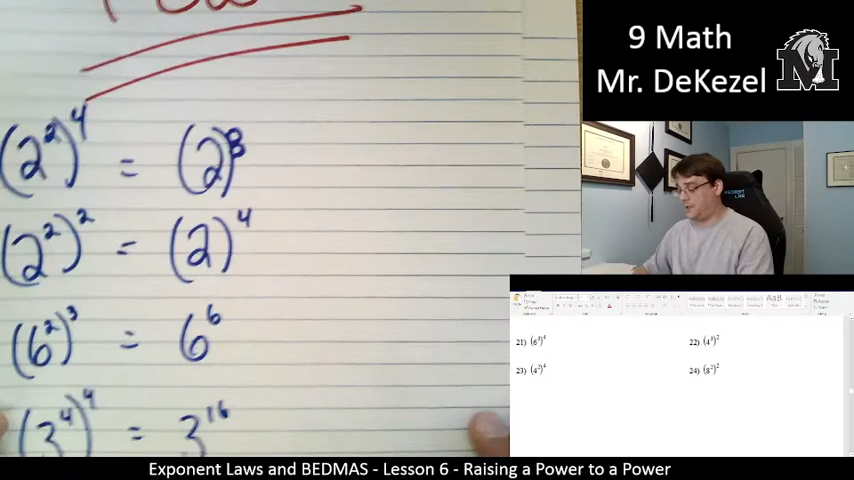 9 Math
Mr. DeKezel
M
(2²)⁴ = (2)⁸
(2²)² = (2)⁴
(6²)³ = 6⁶
(3⁴)⁴ = 3¹⁶
21) (6³)⁴
22) (4³)²
23) (4²)⁴
24) (8²)²
Exponent Laws and BEDMAS - Lesson 6 - Raising a Power to a Power